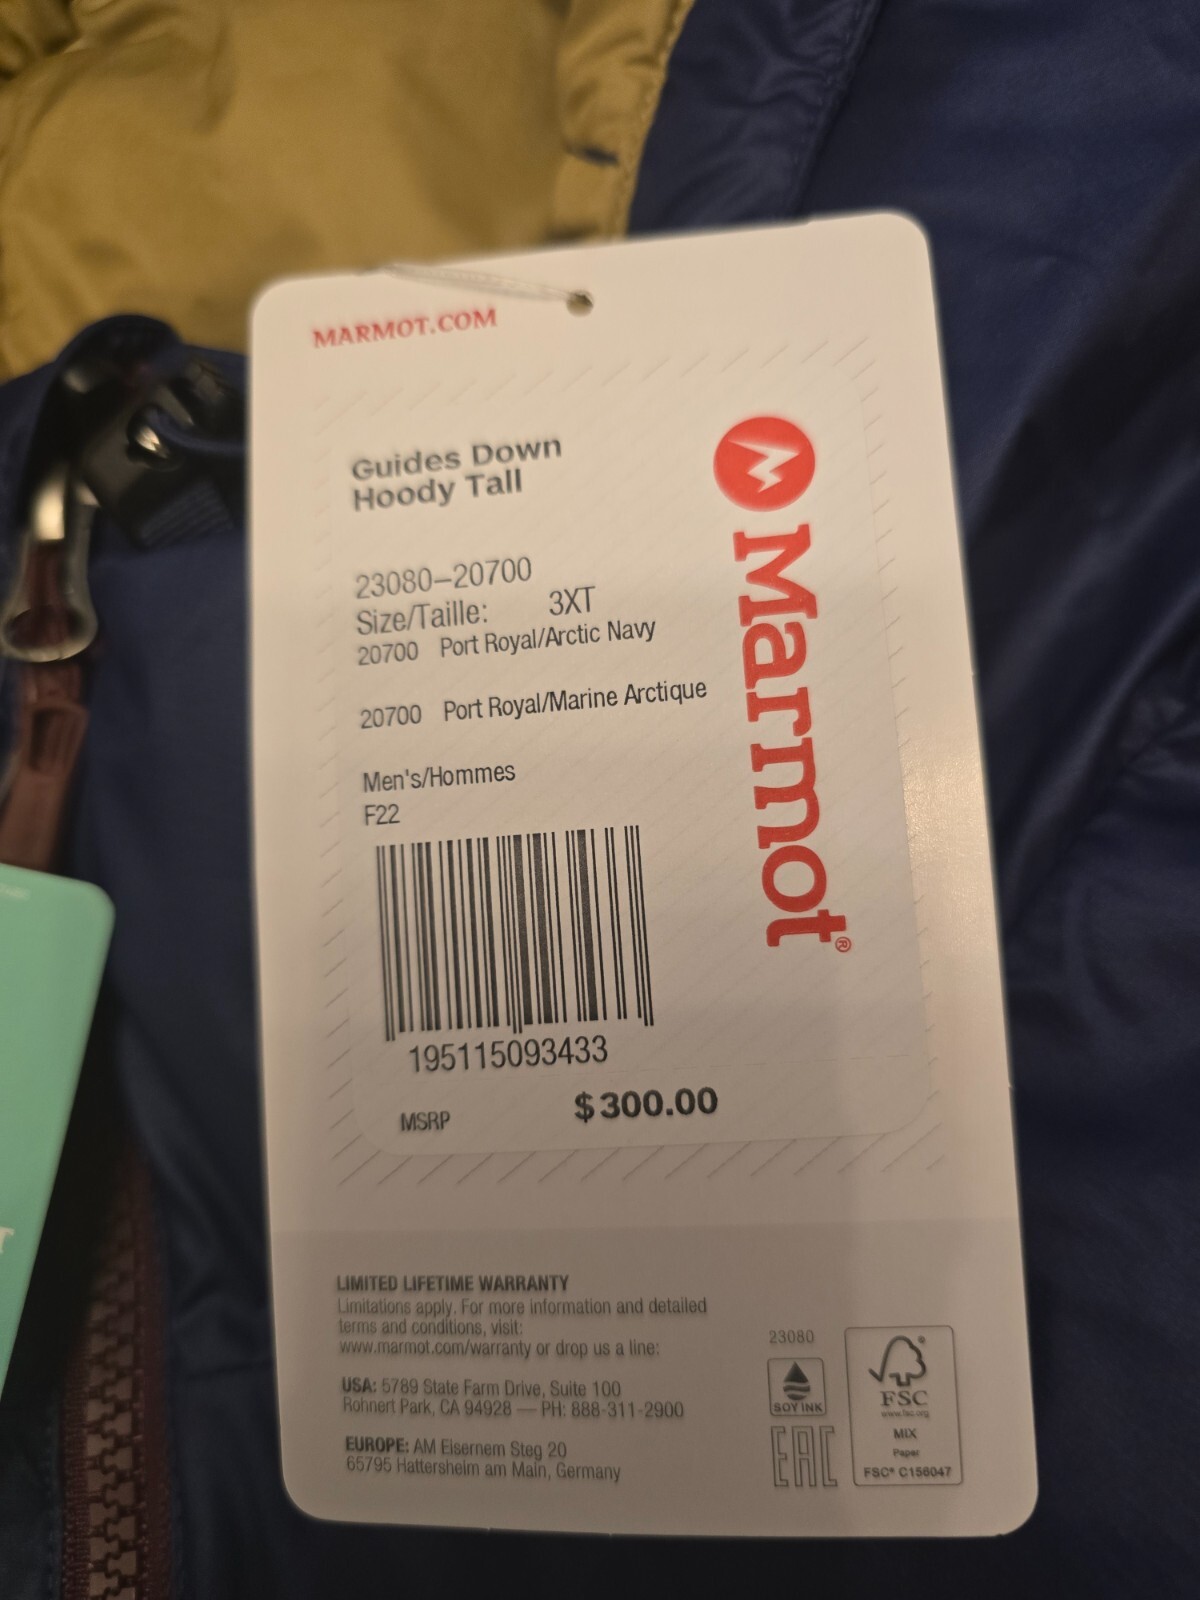 MARMOT.COM
Guides Down
Hoody Tall
23080-20700
Size/Taille: 3XT
20700 Port Royal/Arctic Navy
20700 Port Royal/Marine Arctique
Men's/Hommes
F22
195115093433
MSRP $300.00
Marmot®
LIMITED LIFETIME WARRANTY
Limitations apply. For more information and detailed
terms and conditions, visit:
www.marmot.com/warranty or drop us a line:
USA: 5789 State Farm Drive, Suite 100
Rohnert Park, CA 94928 — PH: 888-311-2900
EUROPE: AM Eisernem Steg 20
65795 Hattersheim am Main, Germany
23080
SOY INK
EAC
FSC
www.fsc.org
MIX
Paper
FSC® C156047